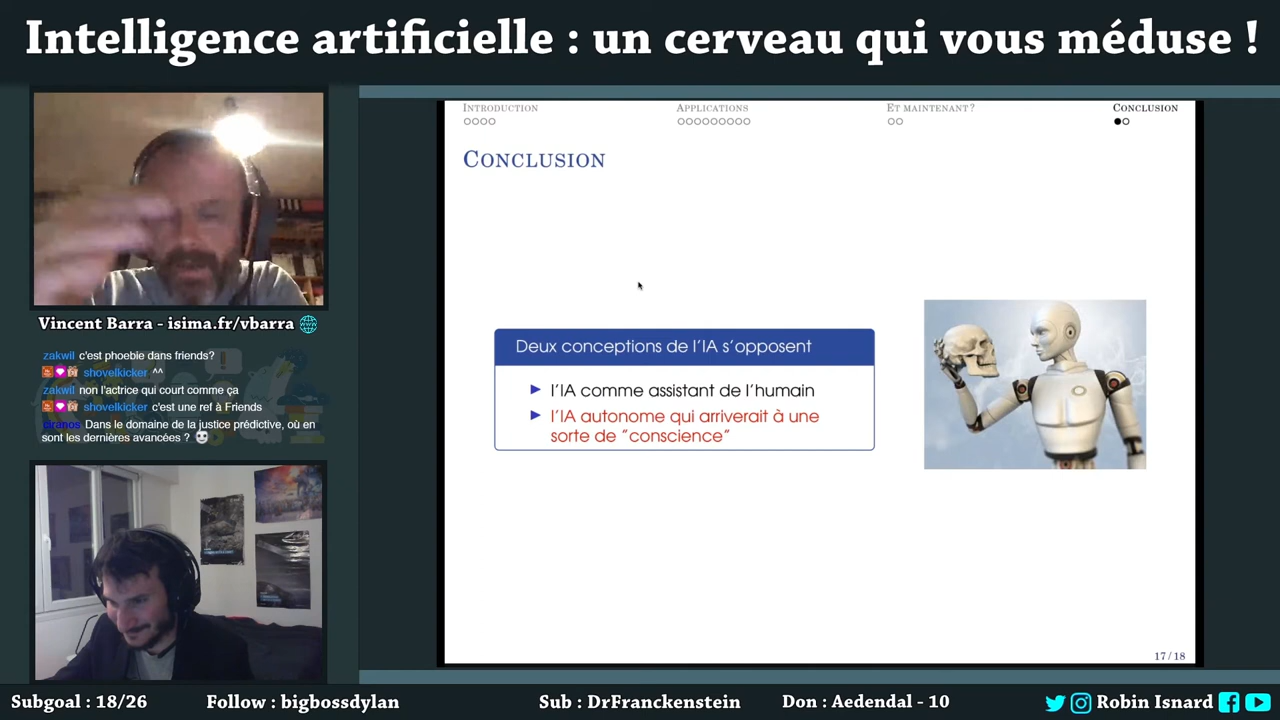 Intelligence artificielle : un cerveau qui vous méduse !
INTRODUCTION
APPLICATIONS
ET MAINTENANT?
CONCLUSION
CONCLUSION
Deux conceptions de l'IA s'opposent
l'IA comme assistant de l'humain
l'IA autonome qui arriverait à une
sorte de "conscience"
17 / 18
Vincent Barra - isima.fr/vbarra
zakwil c'est phoebie dans friends?
shovelkicker ^^
zakwil non l'actrice qui court comme ça
shovelkicker c'est une ref à Friends
ciranos Dans le domaine de la justice prédictive, où en
sont les dernières avancées ?
Subgoal : 18/26
Follow : bigbossdylan
Sub : DrFranckenstein
Don : Aedendal - 10
Robin Isnard